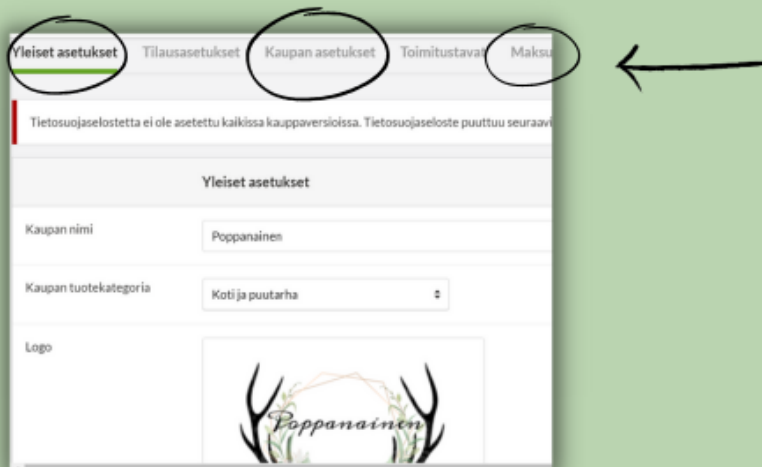 Yleiset asetukset Tilausasetukset Kaupan asetukset Toimitustavat Maksu
Tietosuojaselostetta ei ole asetettu kaikissa kauppaversioissa. Tietosuojaseloste puuttuu seuraavi
Yleiset asetukset
Kaupan nimi Poppanainen
Kaupan tuotekategoria Koti ja puutarha
Logo
Poppanainen